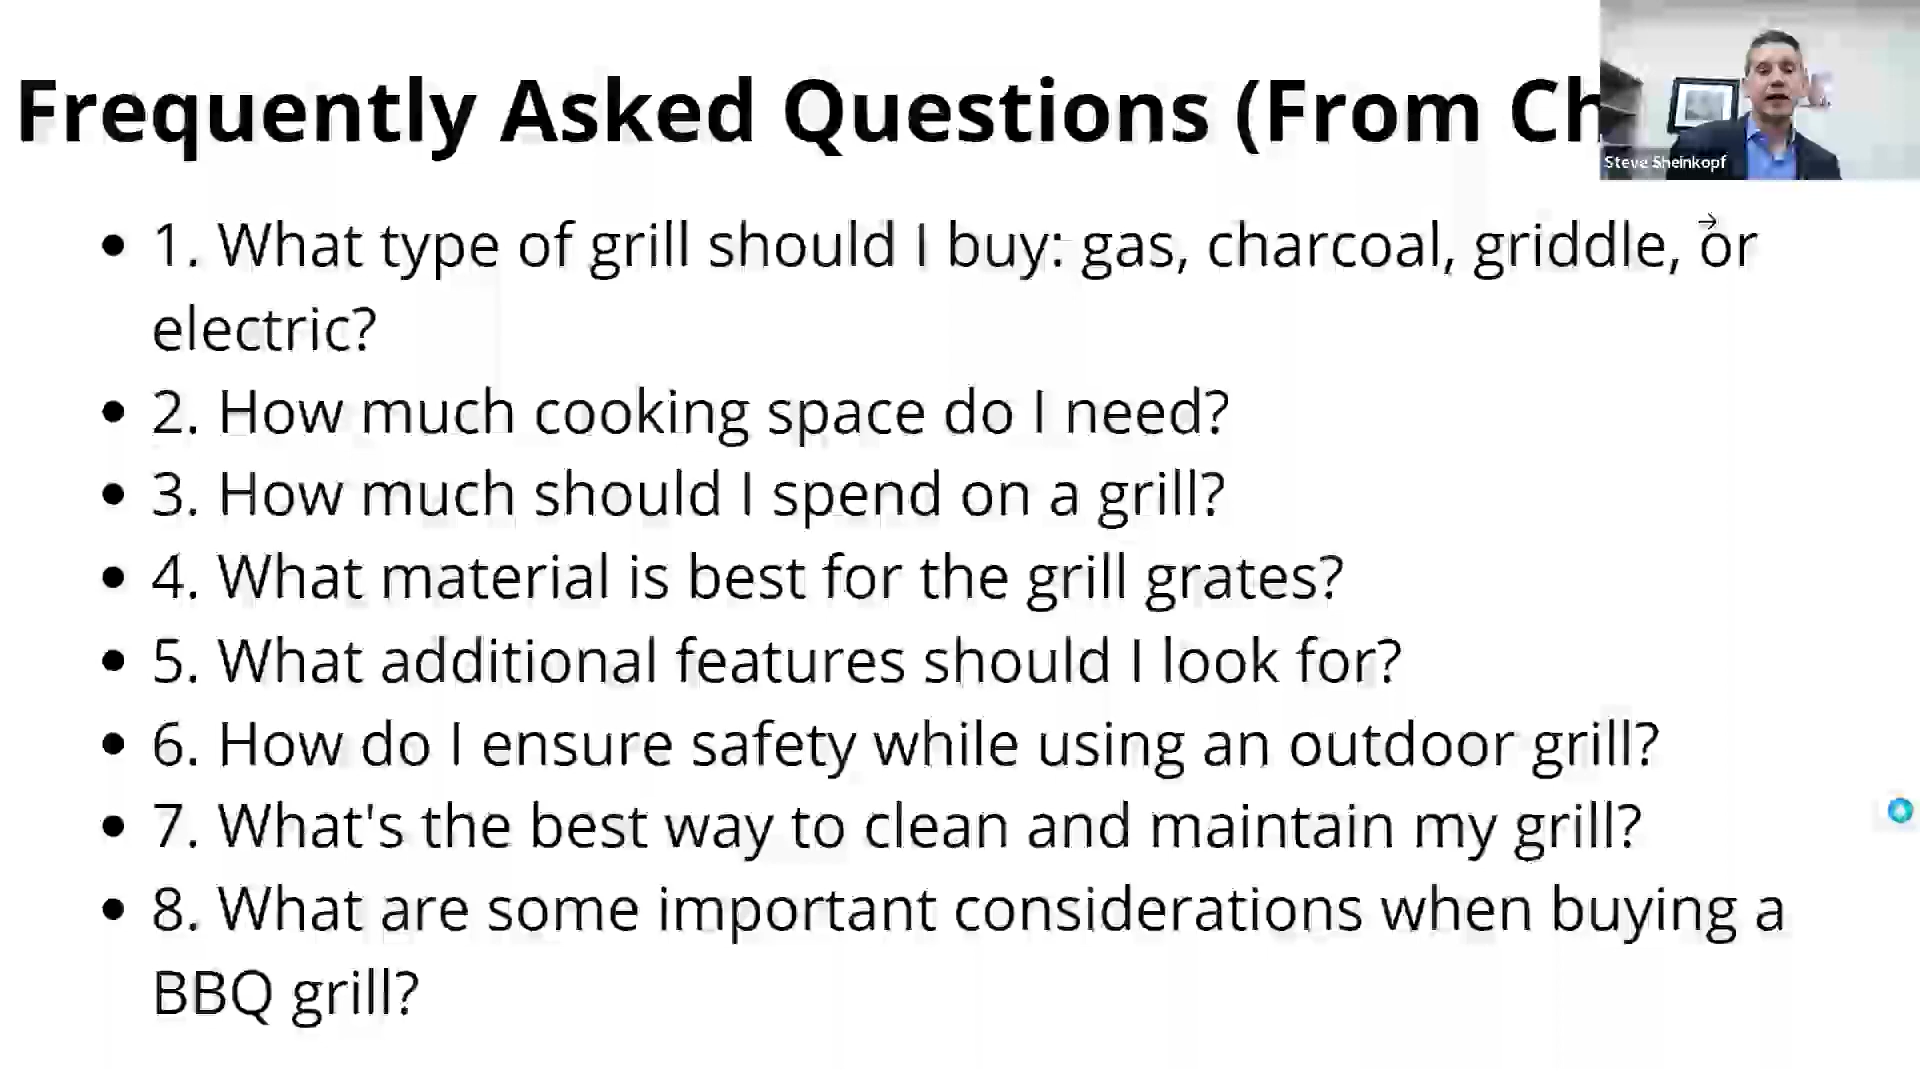 Frequently Asked Questions (From Ch
Steve Sheinkopf
• 1. What type of grill should I buy: gas, charcoal, griddle, or
electric?
• 2. How much cooking space do I need?
• 3. How much should I spend on a grill?
• 4. What material is best for the grill grates?
• 5. What additional features should I look for?
• 6. How do I ensure safety while using an outdoor grill?
• 7. What's the best way to clean and maintain my grill?
• 8. What are some important considerations when buying a
BBQ grill?